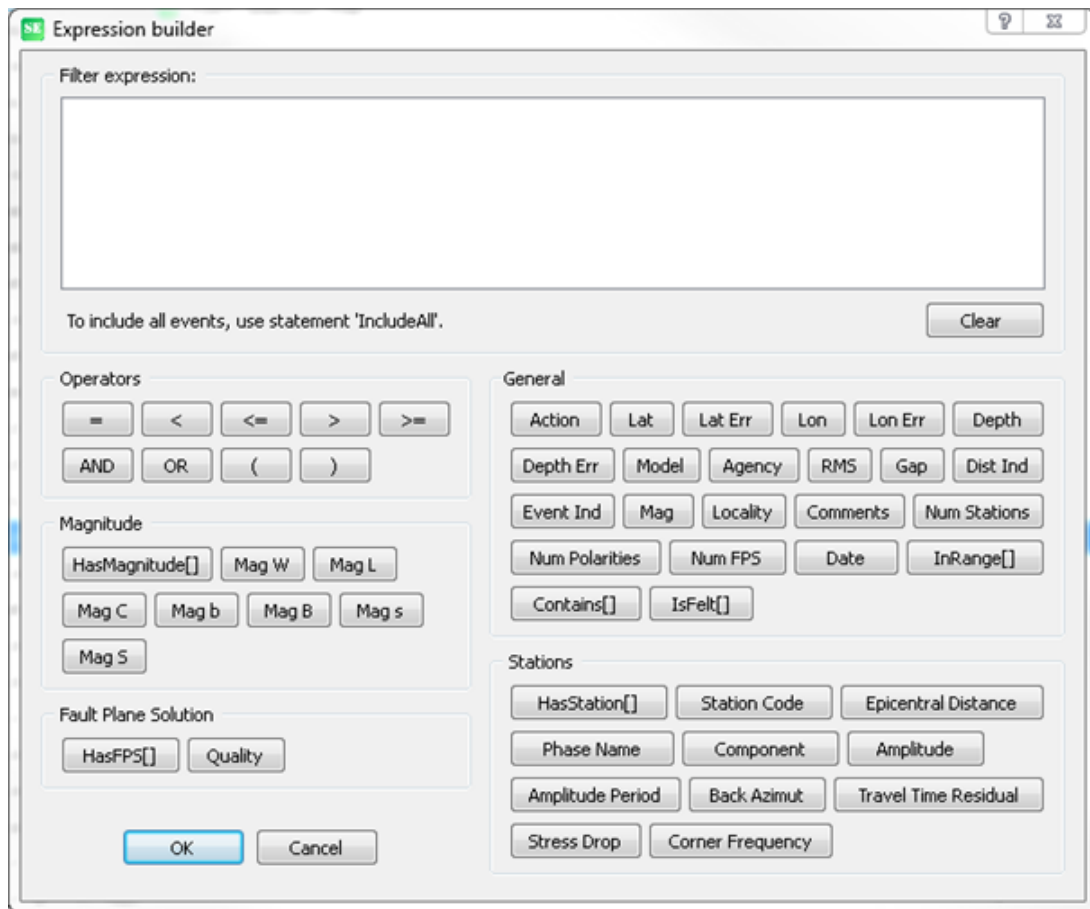 SE Expression builder ?
Filter expression:
To include all events, use statement 'IncludeAll'.
Clear
Operators
= < <= > >=
AND OR ( )
Magnitude
HasMagnitude[] Mag W Mag L
Mag C Mag b Mag B Mag s
Mag S
Fault Plane Solution
HasFPS[] Quality
OK Cancel
General
Action Lat Lat Err Lon Lon Err Depth
Depth Err Model Agency RMS Gap Dist Ind
Event Ind Mag Locality Comments Num Stations
Num Polarities Num FPS Date InRange[]
Contains[] IsFelt[]
Stations
HasStation[] Station Code Epicentral Distance
Phase Name Component Amplitude
Amplitude Period Back Azimut Travel Time Residual
Stress Drop Corner Frequency